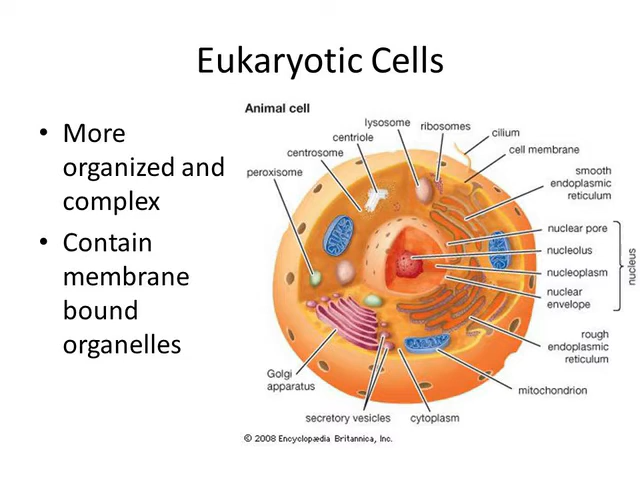 Eukaryotic Cells
• More
organized and
complex
• Contain
membrane
bound
organelles
Animal cell
lysosome
ribosomes
cilium
centriole
cell membrane
centrosome
peroxisome
smooth
endoplasmic
reticulum
nuclear pore
nucleolus
nucleoplasm
nuclear
envelope
nucleus
rough
endoplasmic
reticulum
mitochondrion
Golgi
apparatus
secretory vesicles
cytoplasm
© 2008 Encyclopædia Britannica, Inc.